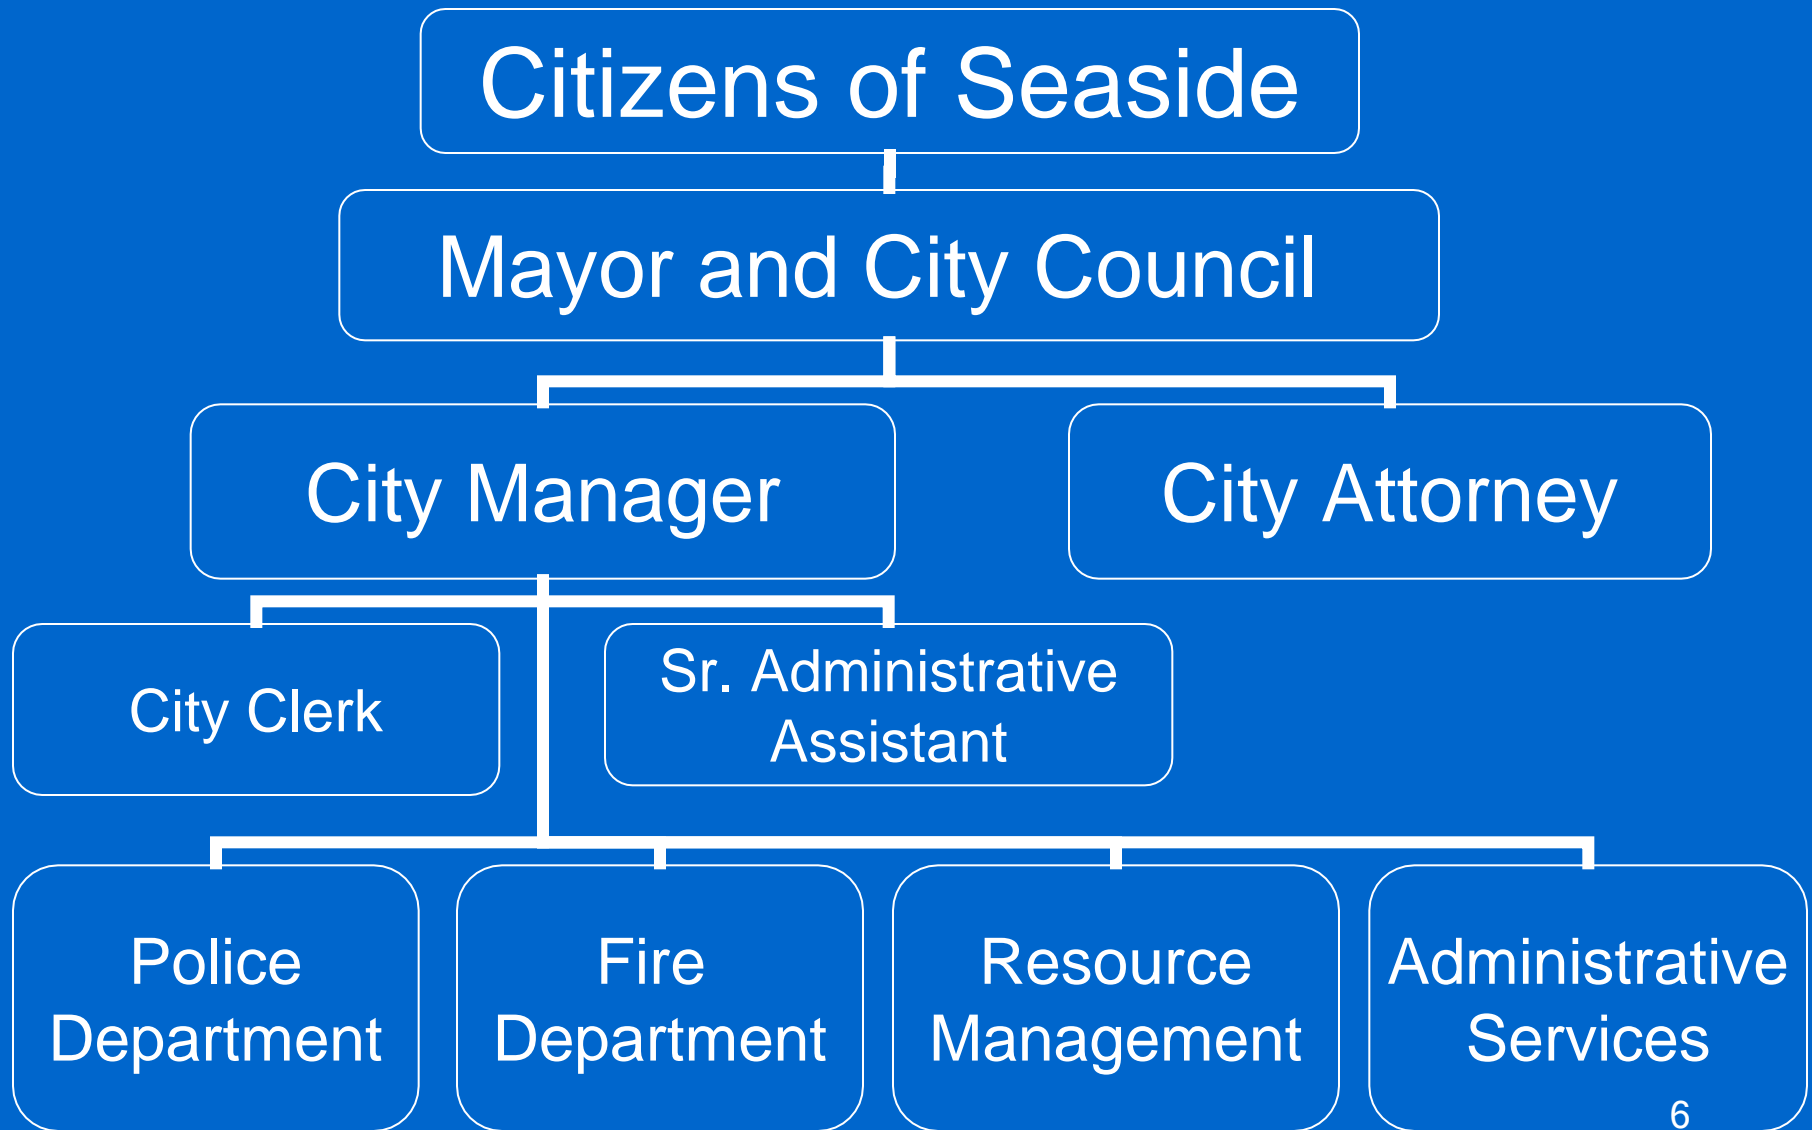 Citizens of Seaside
Mayor and City Council
City Manager
City Attorney
City Clerk
Sr. Administrative
Assistant
Police
Department
Fire
Department
Resource
Management
Administrative
Services
6